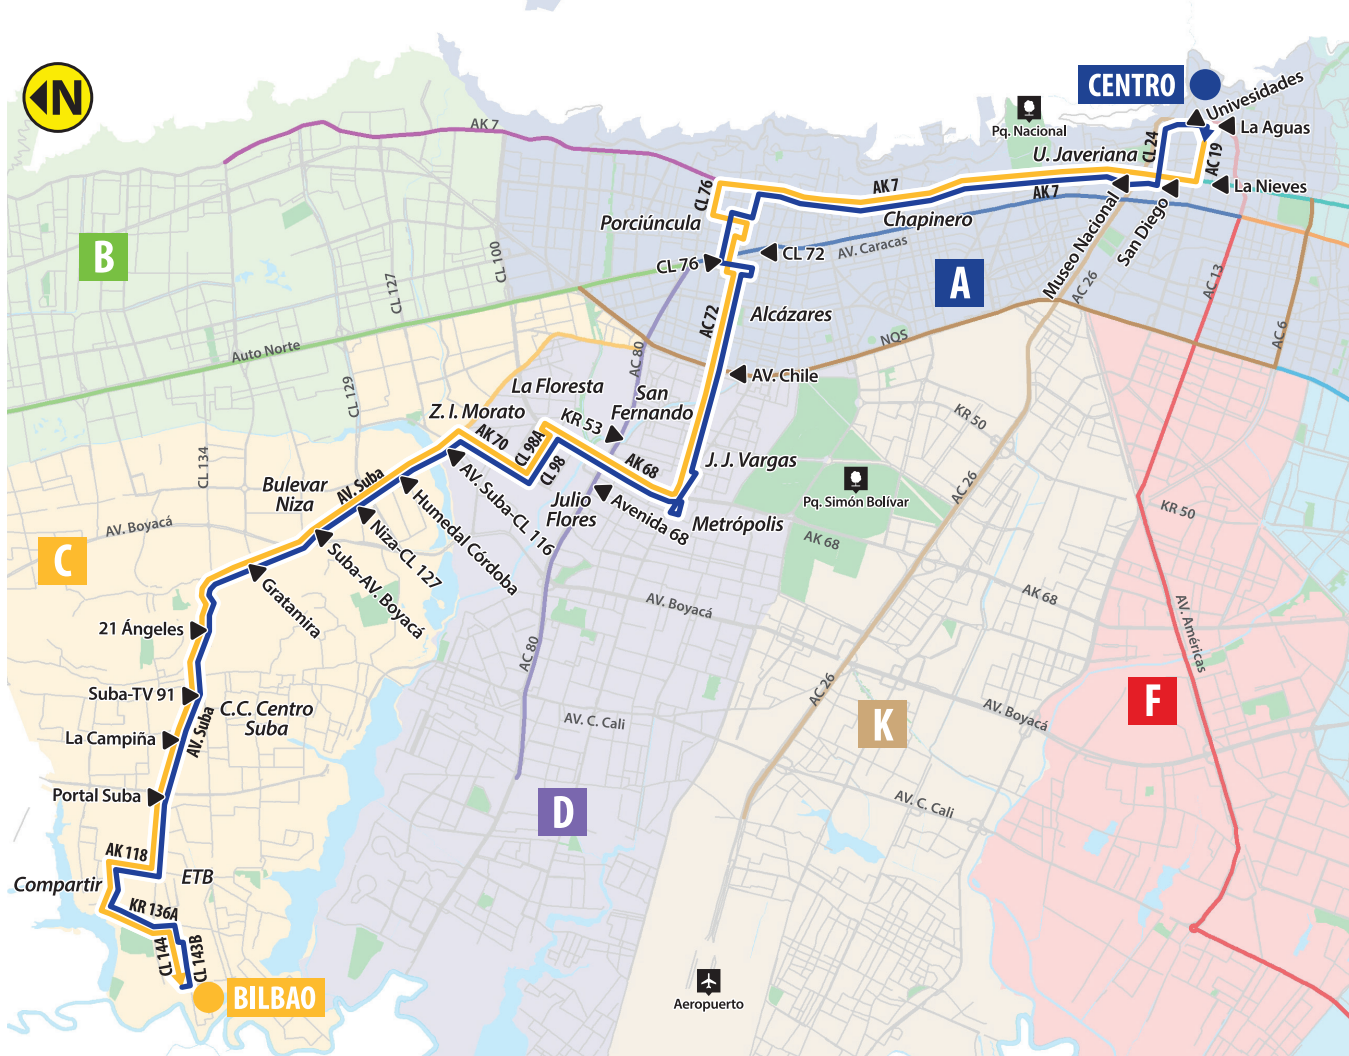 N
CENTRO
Univesidades
La Aguas
Pq. Nacional
AK 7
U. Javeriana
CL 24
AC 19
CL 76
AK 7
AK 7
La Nieves
Porciúncula
Chapinero
Museo Nacional
San Diego
B
CL 100
CL 127
CL 76
CL 72
AV. Caracas
A
AC 26
AC 13
AC 6
AC 72
Alcázares
NQS
Auto Norte
AC 80
CL 129
La Floresta
San
Fernando
AV. Chile
Z. I. Morato
KR 53
KR 50
AK 70
CL 98A
CL 98
AK 68
J. J. Vargas
CL 134
Bulevar
Niza
AV. Suba
AV. Suba-CL 116
Julio
Flores
Avenida 68
Metrópolis
Pq. Simón Bolívar
AC 26
KR 50
AV. Boyacá
Humedal Córdoba
Niza-CL 127
Suba-AV. Boyacá
AK 68
C
Gratamira
AV. Boyacá
AK 68
AV. Américas
21 Ángeles
AC 80
Suba-TV 91
C.C. Centro
Suba
AV. Suba
La Campiña
AV. C. Cali
AC 26
K
AV. Boyacá
F
Portal Suba
D
AV. C. Cali
AK 118
Compartir
ETB
KR 136A
CL 144
CL 143B
BILBAO
Aeropuerto